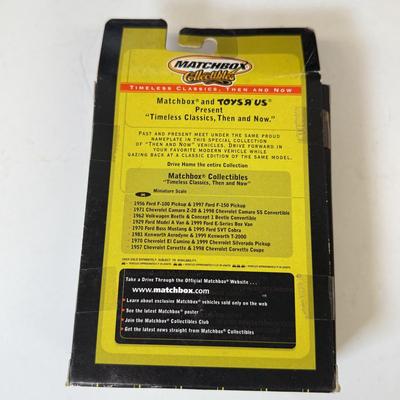 MATCHBOX
Collectibles
TIMELESS CLASSICS, THEN AND NOW
Matchbox® and TOYS R US®
Present
"Timeless Classics, Then and Now."
PAST AND PRESENT MEET UNDER THE SAME PROUD
NAMEPLATE IN THIS SPECIAL COLLECTION
OF "THEN AND NOW" VEHICLES. DRIVE FORWARD IN
YOUR FAVORITE MODERN VEHICLE WHILE
GAZING BACK AT A CLASSIC EDITION OF THE SAME MODEL.
Drive Home the entire Collection
Matchbox® Collectibles
"Timeless Classics, Then and Now"
Miniature Scale
1956 Ford F-100 Pickup & 1997 Ford F-150 Pickup
1971 Chevrolet Camaro Z-28 & 1998 Chevrolet Camaro SS Convertible
1962 Volkswagen Beetle & Concept 1 Beetle Convertible
1929 Ford Model A Van & 1999 Ford E-Series Box Van
1970 Ford Boss Mustang & 1995 Ford SVT Cobra
1981 Kenworth Aerodyne & 1999 Kenworth T-2000
1970 Chevrolet El Camino & 1999 Chevrolet Silverado Pickup
1957 Chevrolet Corvette & 1998 Chevrolet Corvette Coupe
EACH SOLD SEPARATELY. SUBJECT TO AVAILABILITY.
Take a Drive Through the Official Matchbox® Website . . .
www.matchbox.com
• Learn about exclusive Matchbox® vehicles sold only on the web
• See the latest Matchbox® poster
• Join the Matchbox® Collectibles Club
• Get the latest news straight from Matchbox® Collectibles